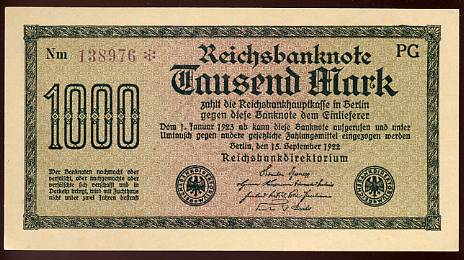 Nm 138976 *
Reichsbanknote
PG
1000
Tausend Mark
zahlt die Reichsbankhauptkasse in Berlin
gegen diese Banknote dem Einlieferer
Vom 1. Januar 1923 ab kann diese Banknote aufgerufen und unter
Umtausch gegen andere gesetzliche Zahlungsmittel eingezogen werden
Berlin, den 15. September 1922
Reichsbankdirektorium
Wer Banknoten nachmacht oder
verfälscht, oder nachgemachte oder
verfälschte sich verschafft und in
Verkehr bringt, wird mit Zuchthaus
nicht unter zwei Jahren bestraft